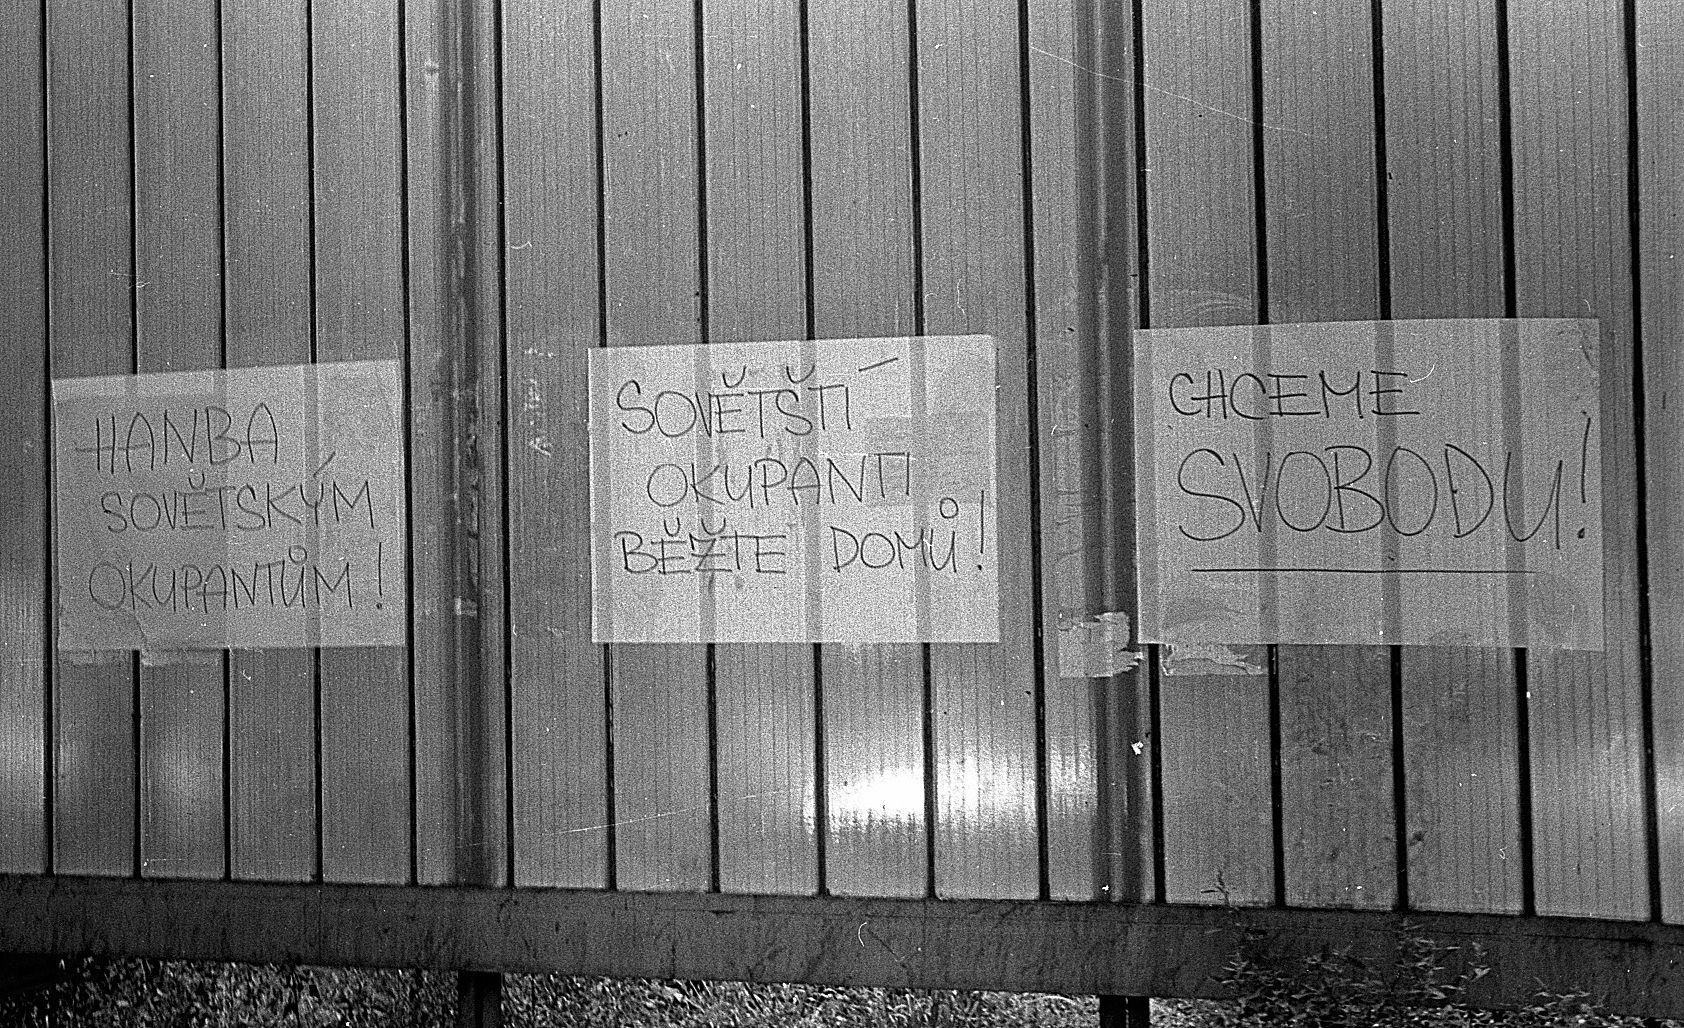 HANBA
SOVĚTSKÝM
OKUPANTŮM!
SOVĚTŠTÍ
OKUPANTI
BĚŽTE DOMŮ!
CHCEME
SVOBODU!